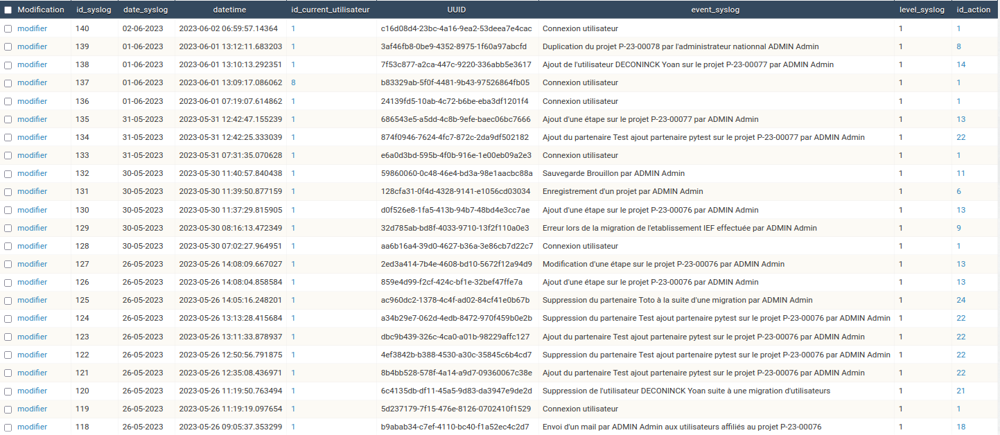 Modification id_syslog date_syslog datetime id_current_utilisateur UUID event_syslog level_syslog id_action
modifier 140 02-06-2023 2023-06-02 06:59:57.14364 1 c16d08d4-23bc-4a16-9ea2-53deea7e4cac Connexion utilisateur 1 1
modifier 139 01-06-2023 2023-06-01 13:12:11.683203 1 3af46fb8-0be9-4352-8975-1f60a97abcfd Duplication du projet P-23-00078 par l'administrateur nationnal ADMIN Admin 1 8
modifier 138 01-06-2023 2023-06-01 13:10:13.292351 1 7f53c877-a2ca-447c-9220-336abb5e3617 Ajout de l'utilisateur DECONINCK Yoan sur le projet P-23-00077 par ADMIN Admin 1 14
modifier 137 01-06-2023 2023-06-01 13:09:17.086062 8 b83329ab-5f0f-4481-9b43-97526864fb05 Connexion utilisateur 1 1
modifier 136 01-06-2023 2023-06-01 07:19:07.614862 1 24139fd5-10ab-4c72-b6be-eba3df1201f4 Connexion utilisateur 1 1
modifier 135 31-05-2023 2023-05-31 12:42:47.155239 1 686543e5-a5dd-4c8b-9efe-baec06bc7666 Ajout d'une étape sur le projet P-23-00077 par ADMIN Admin 1 13
modifier 134 31-05-2023 2023-05-31 12:42:25.333039 1 874f0946-7624-4fc7-872c-2da9df502182 Ajout du partenaire Test ajout partenaire pytest sur le projet P-23-00077 par ADMIN Admin 1 22
modifier 133 31-05-2023 2023-05-31 07:31:35.070628 1 e6a0d3bd-595b-4f0b-916e-1e00eb09a2e3 Connexion utilisateur 1 1
modifier 132 30-05-2023 2023-05-30 11:40:57.840438 1 59860060-0c48-46e4-bd3a-98e1aacbc88a Sauvegarde Brouillon par ADMIN Admin 1 11
modifier 131 30-05-2023 2023-05-30 11:39:50.877159 1 128cfa31-0f4d-4328-9141-e1056cd03034 Enregistrement d'un projet par ADMIN Admin 1 6
modifier 130 30-05-2023 2023-05-30 11:37:29.815905 1 d0f526e8-1fa5-413b-94b7-48bd4e3cc7ae Ajout d'une étape sur le projet P-23-00076 par ADMIN Admin 1 13
modifier 129 30-05-2023 2023-05-30 08:16:13.472349 1 32d785ab-bd8f-4033-9710-13f2f110a0e3 Erreur lors de la migration de l'etablissement IEF effectuée par ADMIN Admin 1 9
modifier 128 30-05-2023 2023-05-30 07:02:27.964951 1 aa6b16a4-39d0-4627-b36a-3e86cb7d22c7 Connexion utilisateur 1 1
modifier 127 26-05-2023 2023-05-26 14:08:09.667027 1 2ed3a414-7b4e-4608-bd10-5672f12a94d9 Modification d'une étape sur le projet P-23-00076 par ADMIN Admin 1 13
modifier 126 26-05-2023 2023-05-26 14:08:04.858584 1 859e4d99-f2cf-424c-bf1e-32bef47ffe7a Ajout d'une étape sur le projet P-23-00076 par ADMIN Admin 1 13
modifier 125 26-05-2023 2023-05-26 14:05:16.248201 1 ac960dc2-1378-4c4f-ad02-84cf41e0b67b Suppression du partenaire Toto à la suite d'une migration par ADMIN Admin 1 24
modifier 124 26-05-2023 2023-05-26 13:13:28.415684 1 a34b29e7-062d-4edb-8472-970f459b0e2b Suppression du partenaire Test ajout partenaire pytest sur le projet P-23-00076 par ADMIN Admin 1 22
modifier 123 26-05-2023 2023-05-26 13:11:33.878937 1 dbc9b439-326c-4ca0-a01b-98229affc127 Ajout du partenaire Test ajout partenaire pytest sur le projet P-23-00076 par ADMIN Admin 1 22
modifier 122 26-05-2023 2023-05-26 12:50:56.791875 1 4ef3842b-b388-4530-a30c-35845c6b4cd7 Suppression du partenaire Test ajout partenaire pytest sur le projet P-23-00076 par ADMIN Admin 1 22
modifier 121 26-05-2023 2023-05-26 12:35:08.436971 1 8b4bb528-578f-4a14-a9d7-09360067c38e Ajout du partenaire Test ajout partenaire pytest sur le projet P-23-00076 par ADMIN Admin 1 22
modifier 120 26-05-2023 2023-05-26 11:19:50.763494 1 6c4135db-df11-45a5-9d83-da3947e9de2d Suppression de l'utilisateur DECONINCK Yoan suite à une migration d'utilisateurs 1 21
modifier 119 26-05-2023 2023-05-26 11:19:19.097654 1 5d237179-7f15-476e-8126-0702410f1529 Connexion utilisateur 1 1
modifier 118 26-05-2023 2023-05-26 09:05:37.353299 1 b9abab34-c7ef-4110-bc40-f1a52ec4c2d7 Envoi d'un mail par ADMIN Admin aux utilisateurs affiliés au projet P-23-00076 1 18